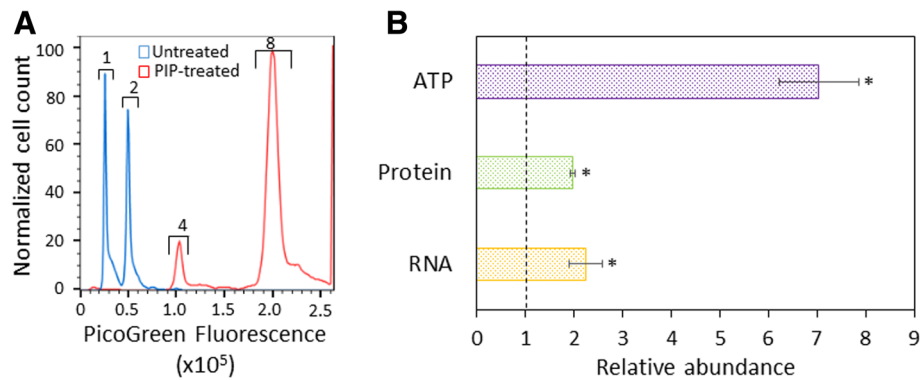 A
Normalized cell count
100
80
60
40
20
0
1
2
4
8
Untreated
PIP-treated
0 0.5 1.0 1.5 2.0 2.5
PicoGreen Fluorescence
(x10⁵)
B
ATP
*
Protein
*
RNA
*
0 1 2 3 4 5 6 7 8 9
Relative abundance